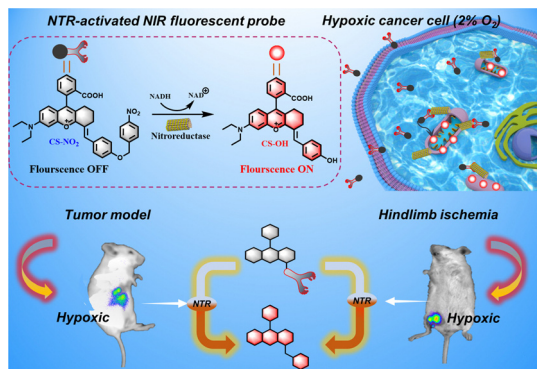 NTR-activated NIR fluorescent probe
Hypoxic cancer cell (2% O₂)
COOH
NO₂
NADH
NAD⊕
COOH
N
O
CS-NO₂
O
Nitroreductase
N
O
CS-OH
OH
Flourscence OFF
Flourscence ON
Tumor model
Hindlimb ischemia
NTR
NTR
Hypoxic
Hypoxic